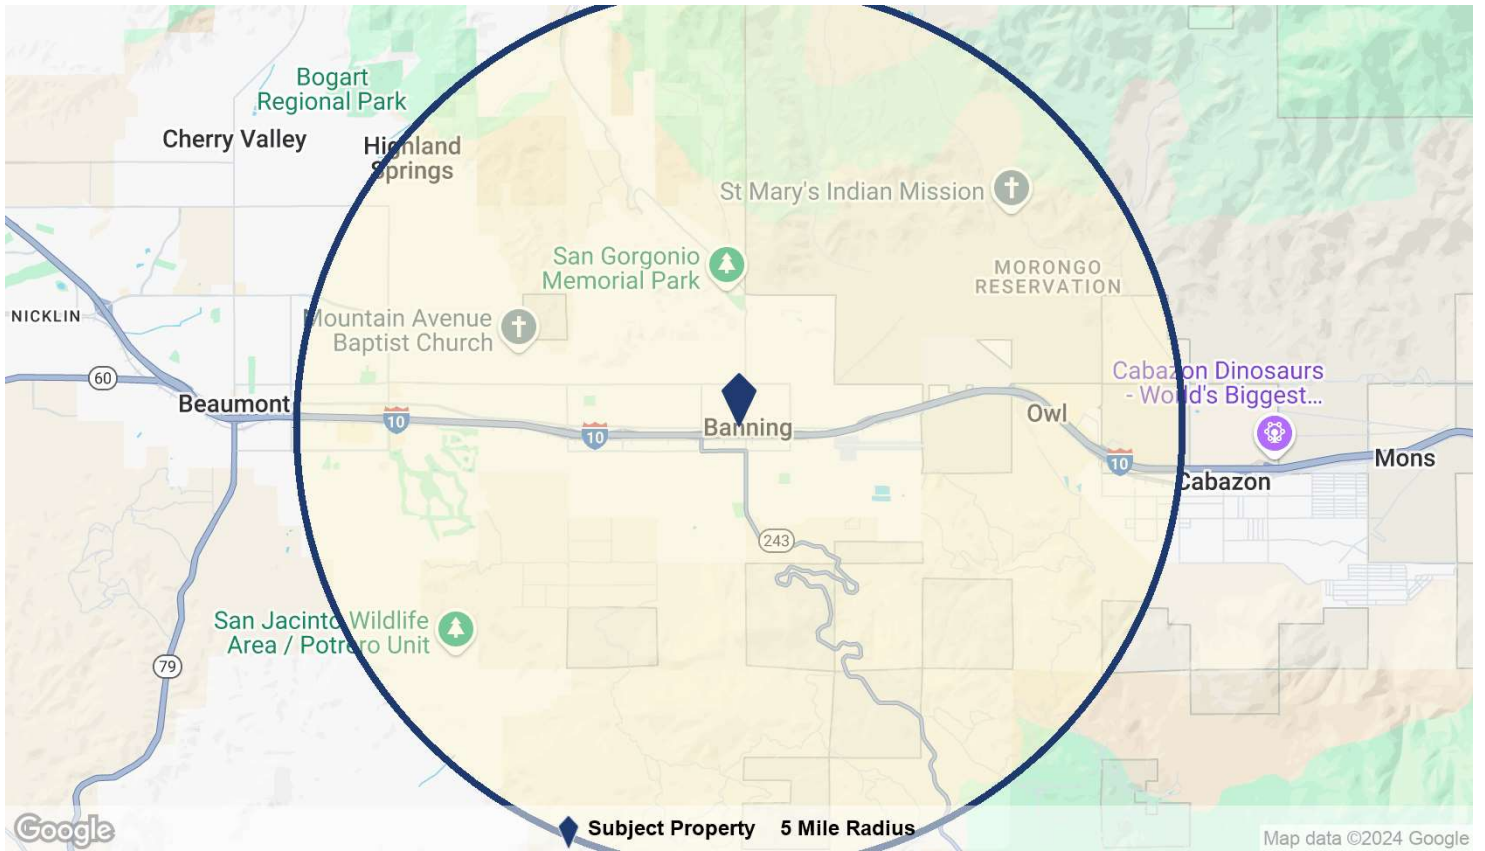 Bogart
Regional Park
Cherry Valley
Highland
Springs
St Mary's Indian Mission
San Gorgonio
Memorial Park
MORONGO
RESERVATION
NICKLIN
Mountain Avenue
Baptist Church
60
Cabazon Dinosaurs
- World's Biggest...
Beaumont
10
10
Banning
Owl
10
Mons
Cabazon
243
San Jacinto Wildlife
Area / Potrero Unit
79
Google
Subject Property 5 Mile Radius
Map data ©2024 Google